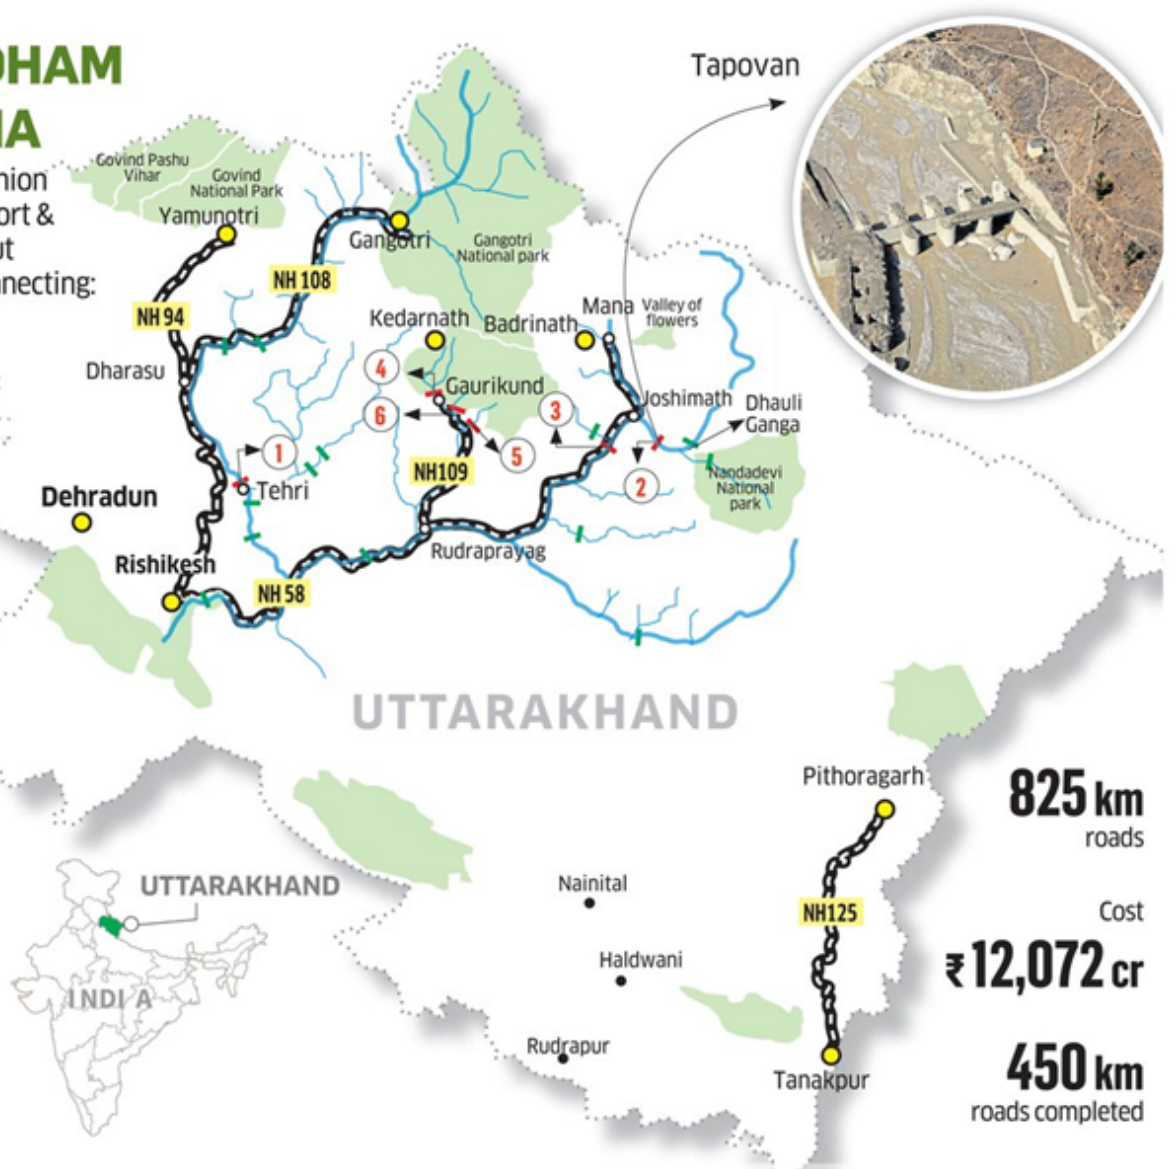 DHAM
IA
nion
ort &
ut
nnecting:
Tapovan
Govind Pashu
Vihar
Govind
National Park
Yamunotri
Gangotri
Gangotri
National park
NH 108
NH 94
Kedarnath
Badrinath
Mana
Valley of
flowers
Dharasu
4
Gaurikund
6
3
5
Joshimath
Dhauli
Ganga
1
NH109
2
Nandadevi
National
park
Tehri
Dehradun
Rudraprayag
Rishikesh
NH 58
UTTARAKHAND
Pithoragarh
825 km
roads
UTTARAKHAND
Nainital
NH125
Cost
Haldwani
₹12,072 cr
INDIA
Rudrapur
Tanakpur
450 km
roads completed